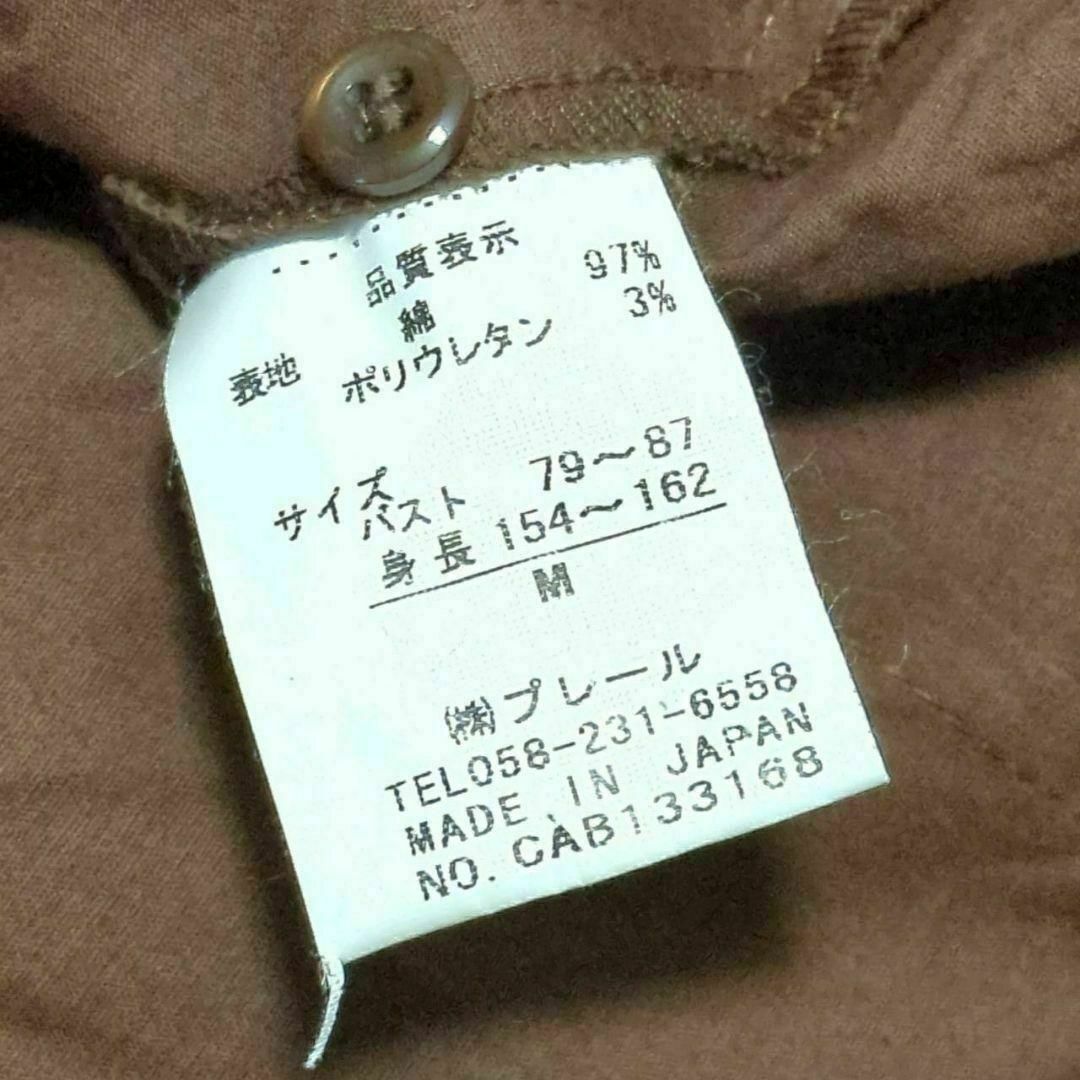 品質表示
綿 97%
表地 ポリウレタン 3%
サイズ
バスト 79〜87
身長 154〜162
M
㈱プレール
TEL058-231-6558
MADE IN JAPAN
NO. CAB133168